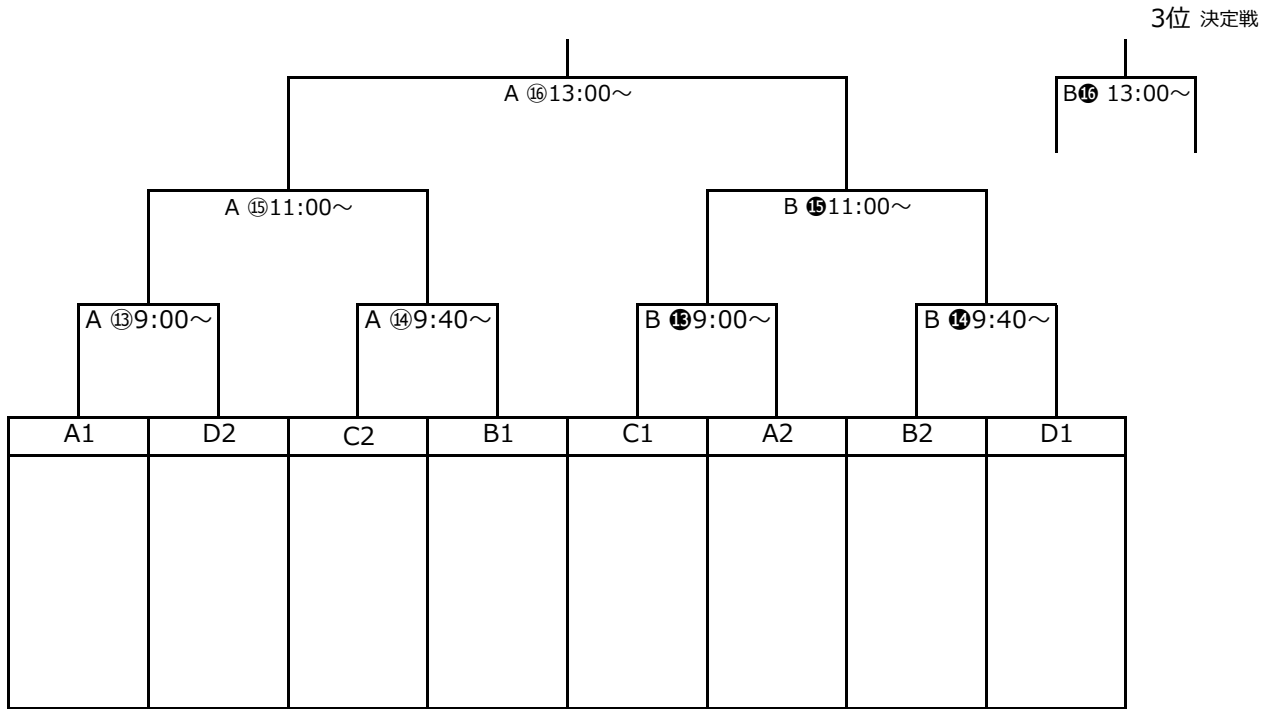 3位 決定戦
A ⑯13:00～
B⓰ 13:00～
A ⑮11:00～
B ⓯11:00～
A ⑬9:00～
A ⑭9:40～
B ⓭9:00～
B ⓮9:40～
A1 D2 C2 B1 C1 A2 B2 D1